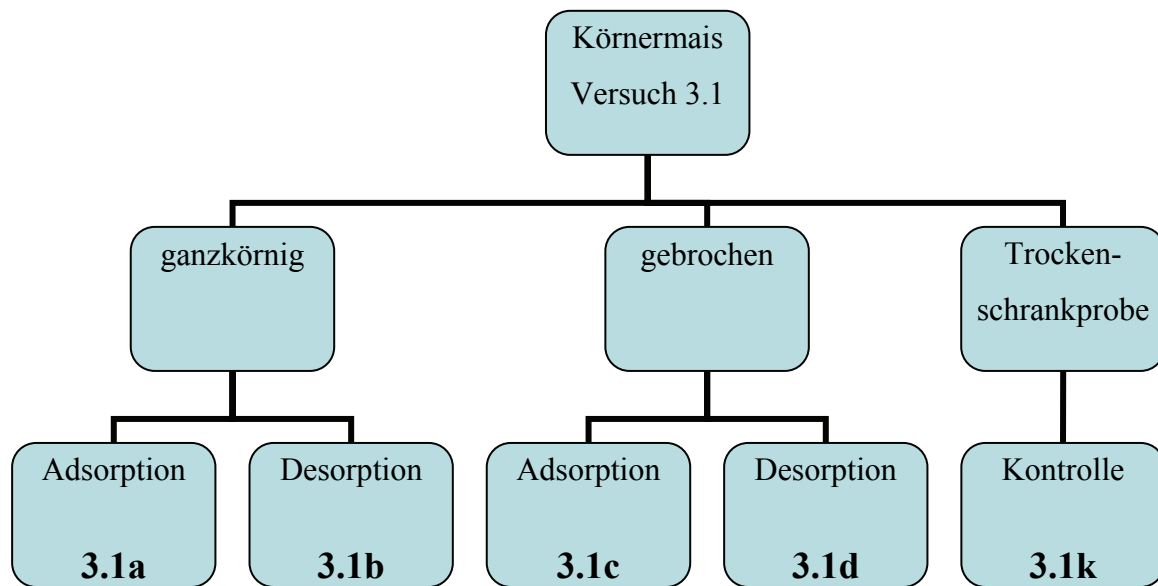 Körnermais
Versuch 3.1
ganzkörnig
gebrochen
Trocken-
schrankprobe
Adsorption
3.1a
Desorption
3.1b
Adsorption
3.1c
Desorption
3.1d
Kontrolle
3.1k